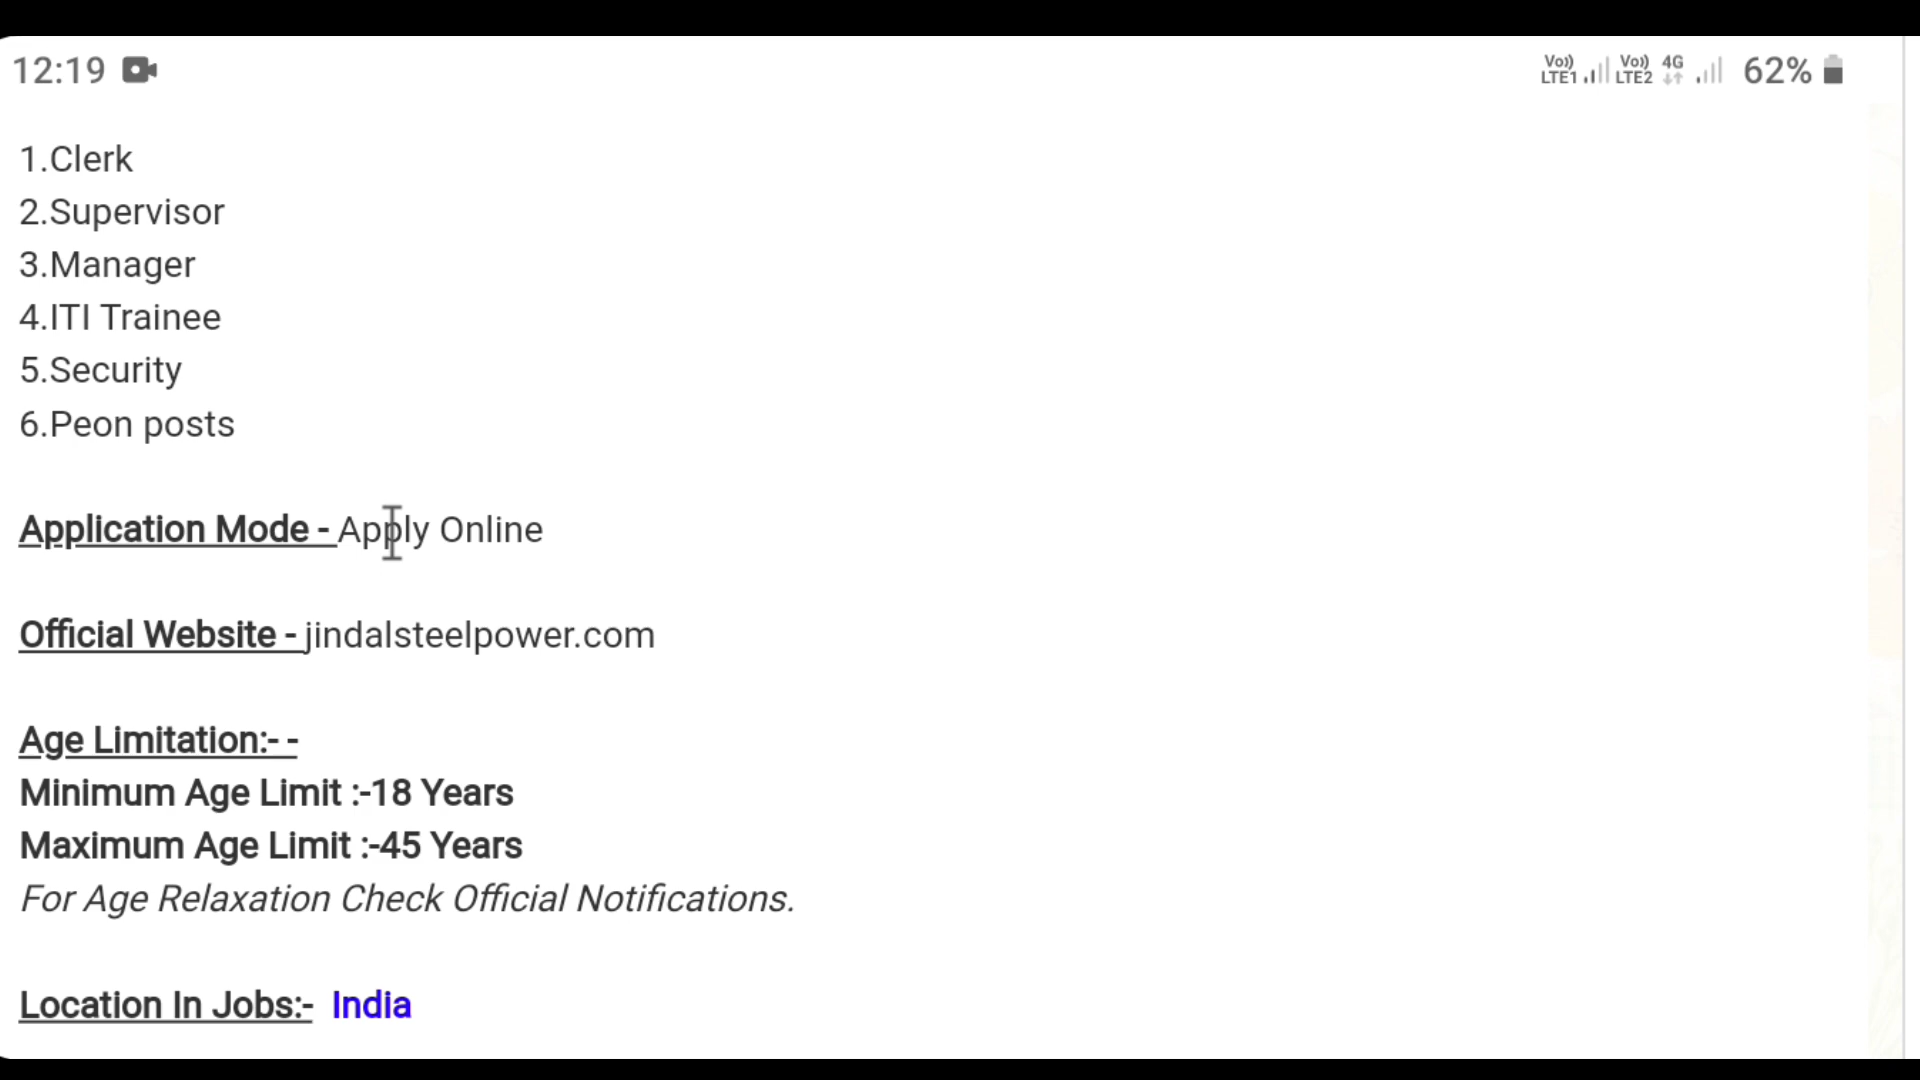 12:19 Vo)) LTE1 Vo)) LTE2 4G 62%
1.Clerk
2.Supervisor
3.Manager
4.ITI Trainee
5.Security
6.Peon posts
Application Mode - Apply Online
Official Website - jindalsteelpower.com
Age Limitation:- -
Minimum Age Limit :-18 Years
Maximum Age Limit :-45 Years
For Age Relaxation Check Official Notifications.
Location In Jobs:- India